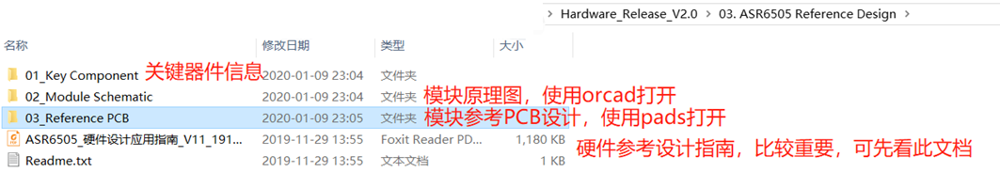 Hardware_Release_V2.0 > 03. ASR6505 Reference Design >
名称 修改日期 类型 大小
01_Key Component 关键器件信息 2020-01-09 23:04 文件夹
02_Module Schematic 2020-01-09 23:04 文件夹 模块原理图，使用orcad打开
03_Reference PCB 2020-01-09 23:05 文件夹 模块参考PCB设计，使用pads打开
ASR6505_硬件设计应用指南_V11_191... 2019-11-29 13:55 Foxit Reader PD... 1,180 KB 硬件参考设计指南，比较重要，可先看此文档
Readme.txt 2019-11-29 13:55 文本文档 1 KB